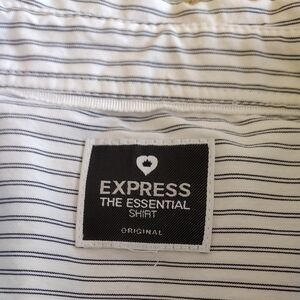 EXPRESS
THE ESSENTIAL
SHIRT
ORIGINAL